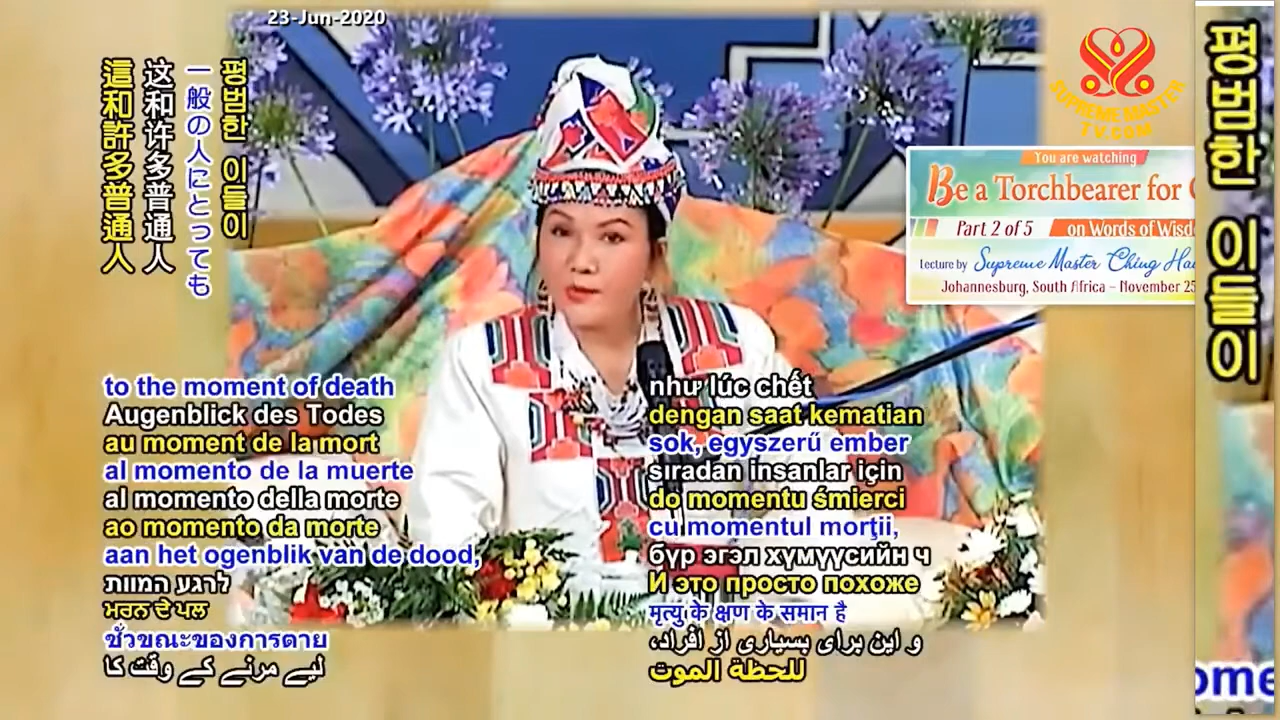 23-Jun-2020
평범한 이들이
一般の人にとっても
这和许多普通人
這和許多普通人
SUPREME MASTER
TV.COM
You are watching
Be a Torchbearer for
Part 2 of 5
on Words of
Lecture by Supreme Master Ching
Johannesburg, South Africa – November 25
to the moment of death
Augenblick des Todes
au moment de la mort
al momento de la muerte
al momento della morte
ao momento da morte
aan het ogenblik van de dood,
לרגע המוות
ਮਰਨ ਦੇ ਪਲ
ชั่วขณะของการตาย
لیے مرنے کے وقت کا
như lúc chết
dengan saat kematian
sok, egyszerű ember
sıradan insanlar için
do momentu śmierci
cu momentul morţii,
бүр эгэл хүмүүсийн ч
И это просто похоже
मृत्यु के क्षण के समान है
و این برای بسیاری از افراد،
للحظة الموت
평범한 이들이